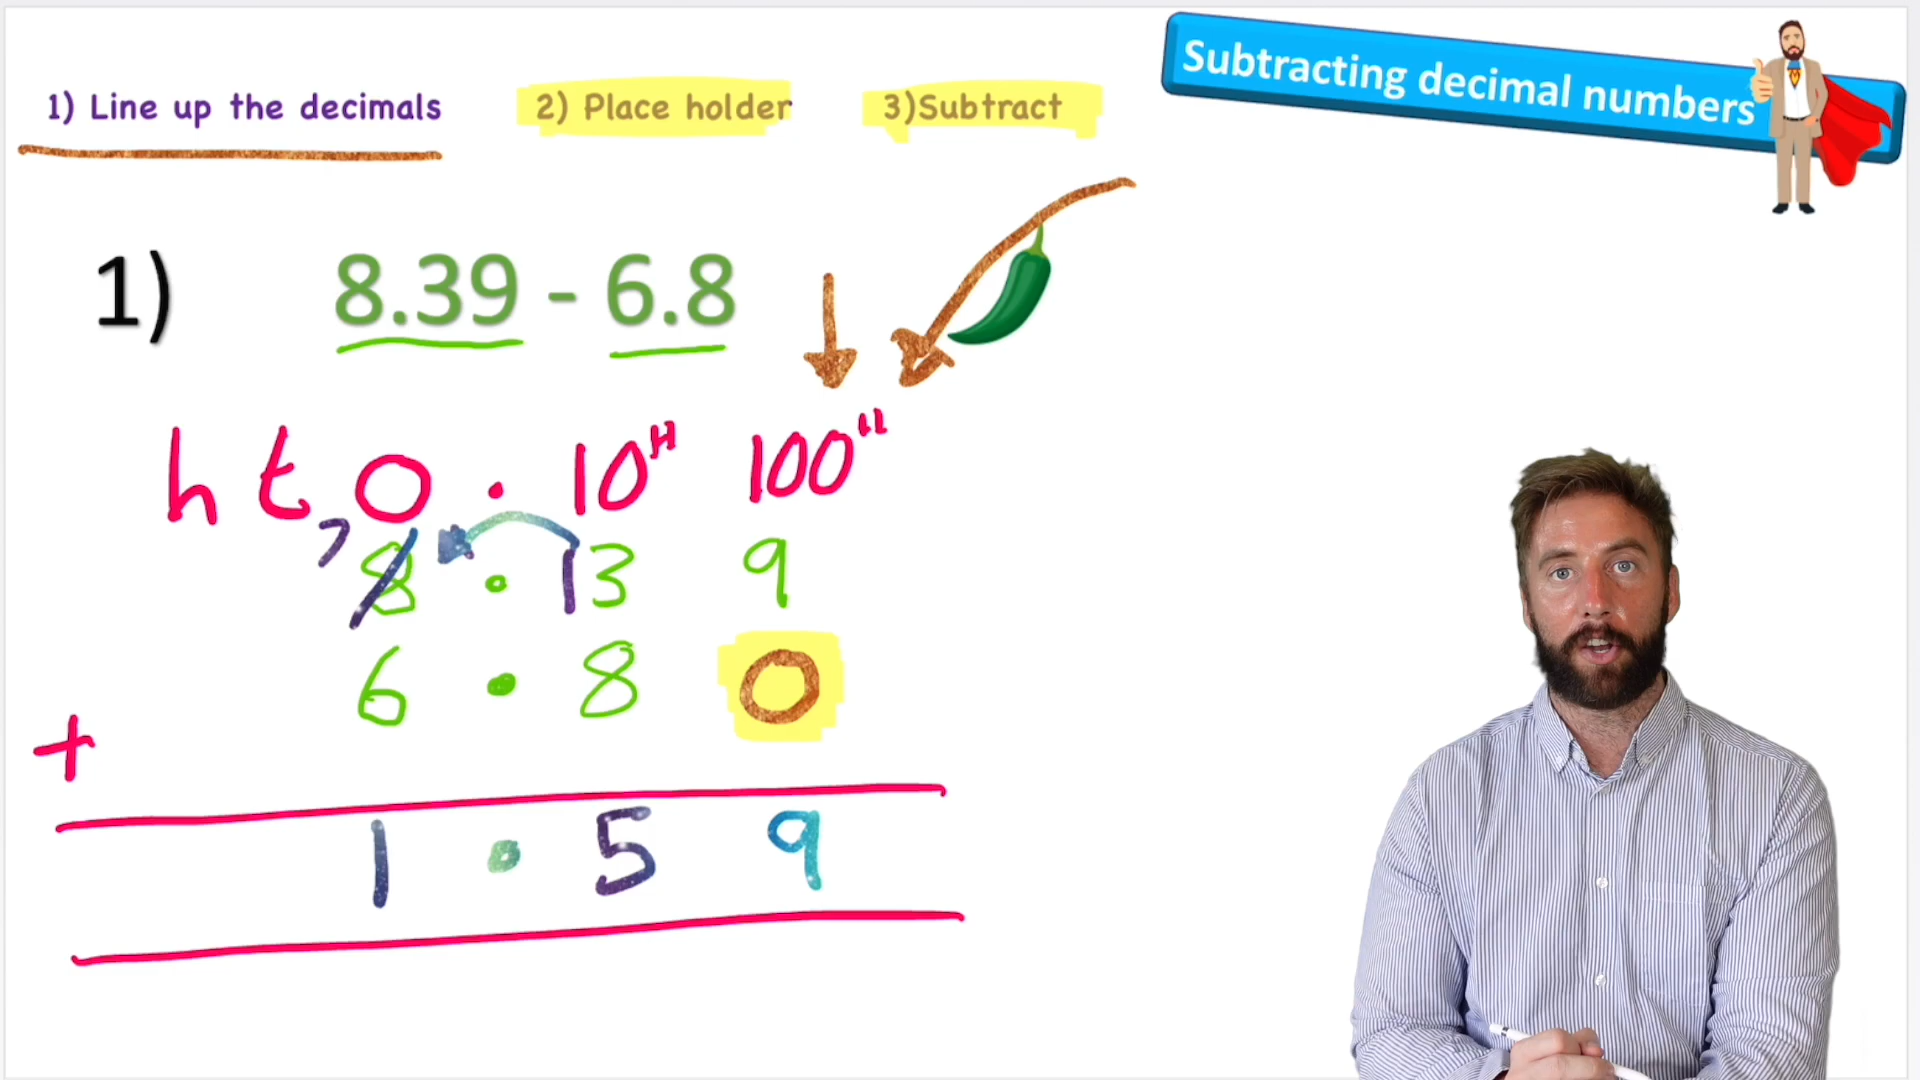 Subtracting decimal numbers
1) Line up the decimals 2) Place holder 3)Subtract
1) 8.39 - 6.8
h t O . 10ᵗʰ 100ᵗʰ
7 8 . 13 9
6 . 8 0
+
1 . 5 9